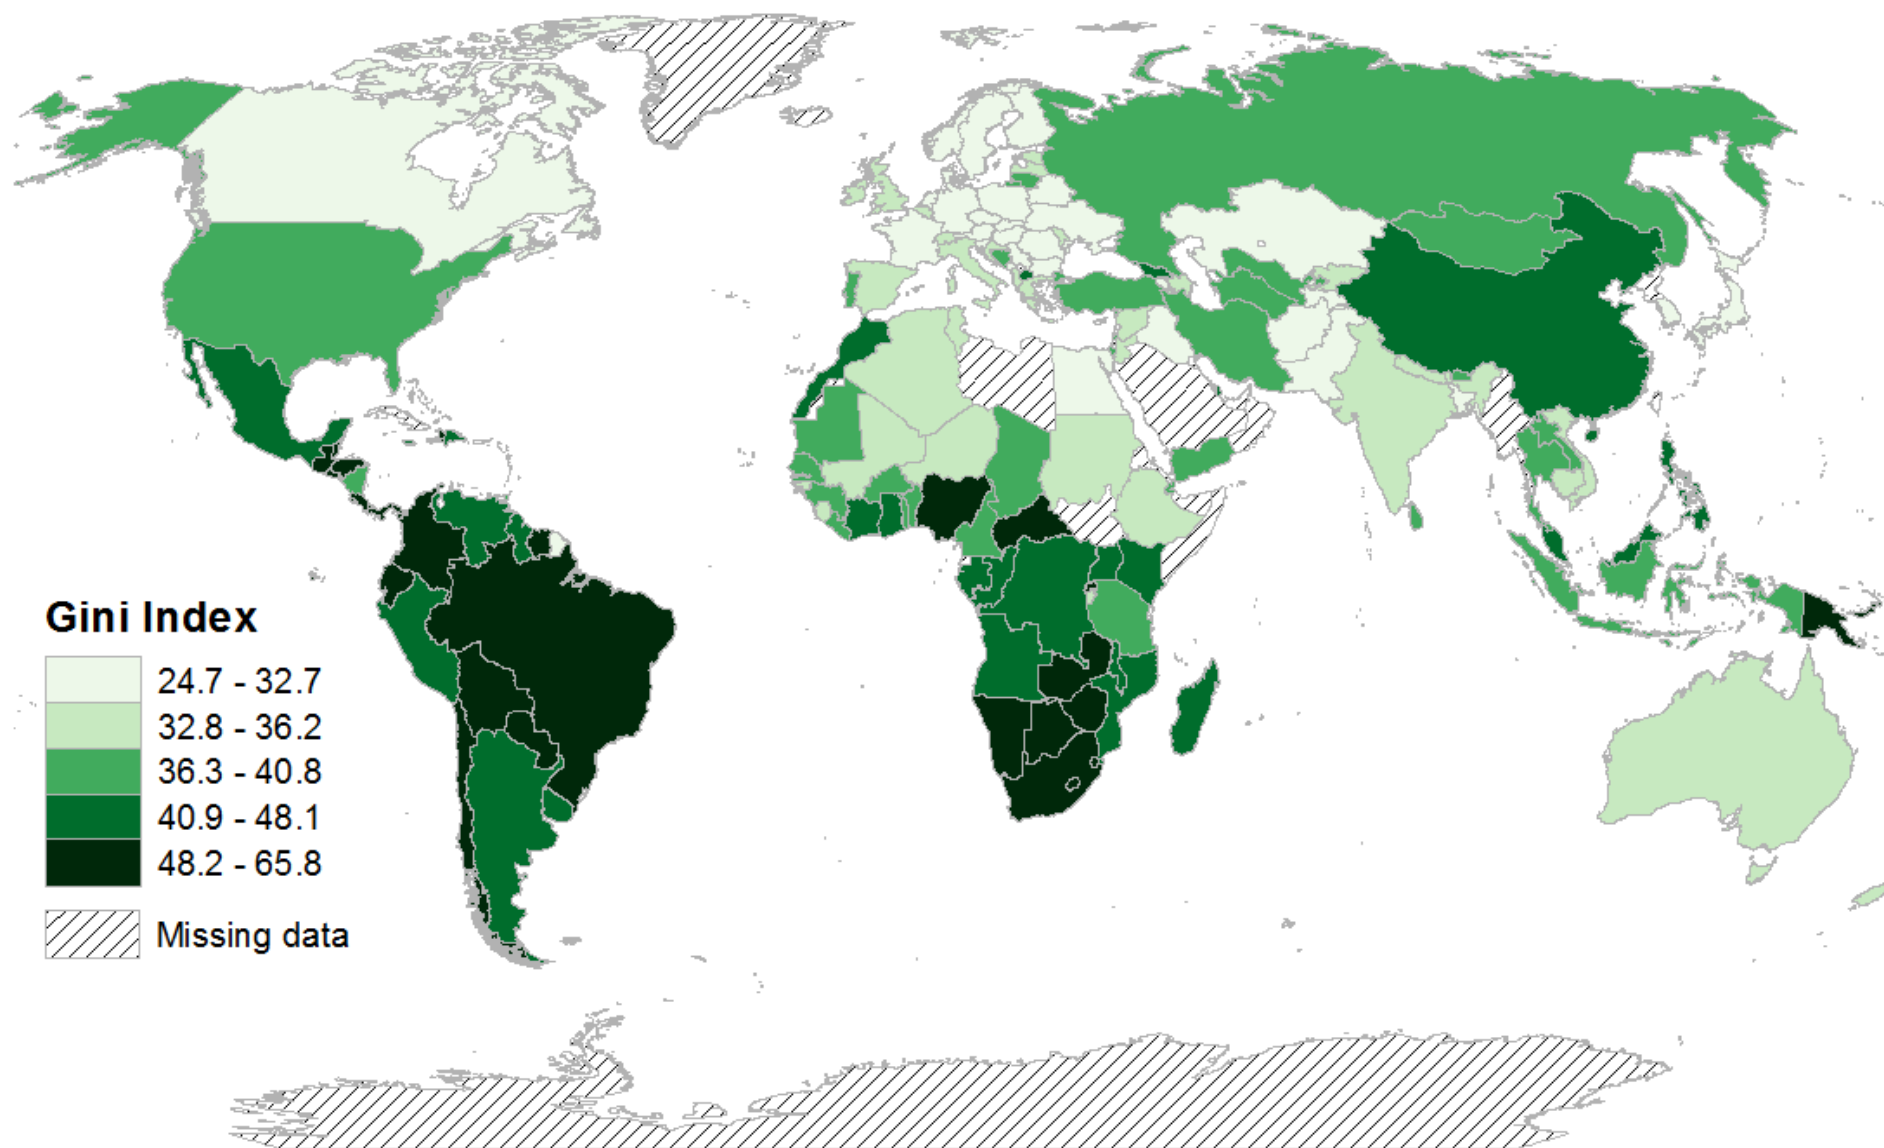 Gini Index
24.7 - 32.7
32.8 - 36.2
36.3 - 40.8
40.9 - 48.1
48.2 - 65.8
Missing data